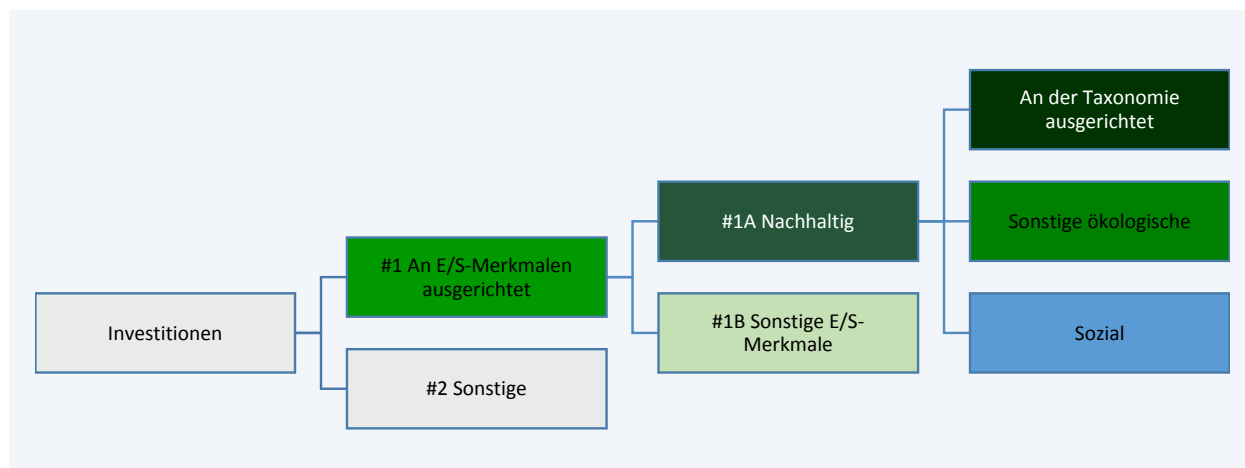 Investitionen
#1 An E/S-Merkmalen
ausgerichtet
#2 Sonstige
#1A Nachhaltig
#1B Sonstige E/S-
Merkmale
An der Taxonomie
ausgerichtet
Sonstige ökologische
Sozial